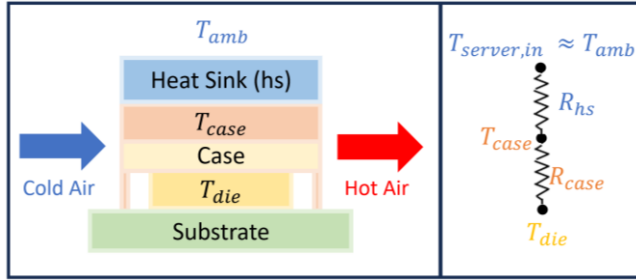 T_amb
Heat Sink (hs)
T_case
Case
T_die
Substrate
Cold Air
Hot Air
T_server,in ≈ T_amb
R_hs
T_case
R_case
T_die